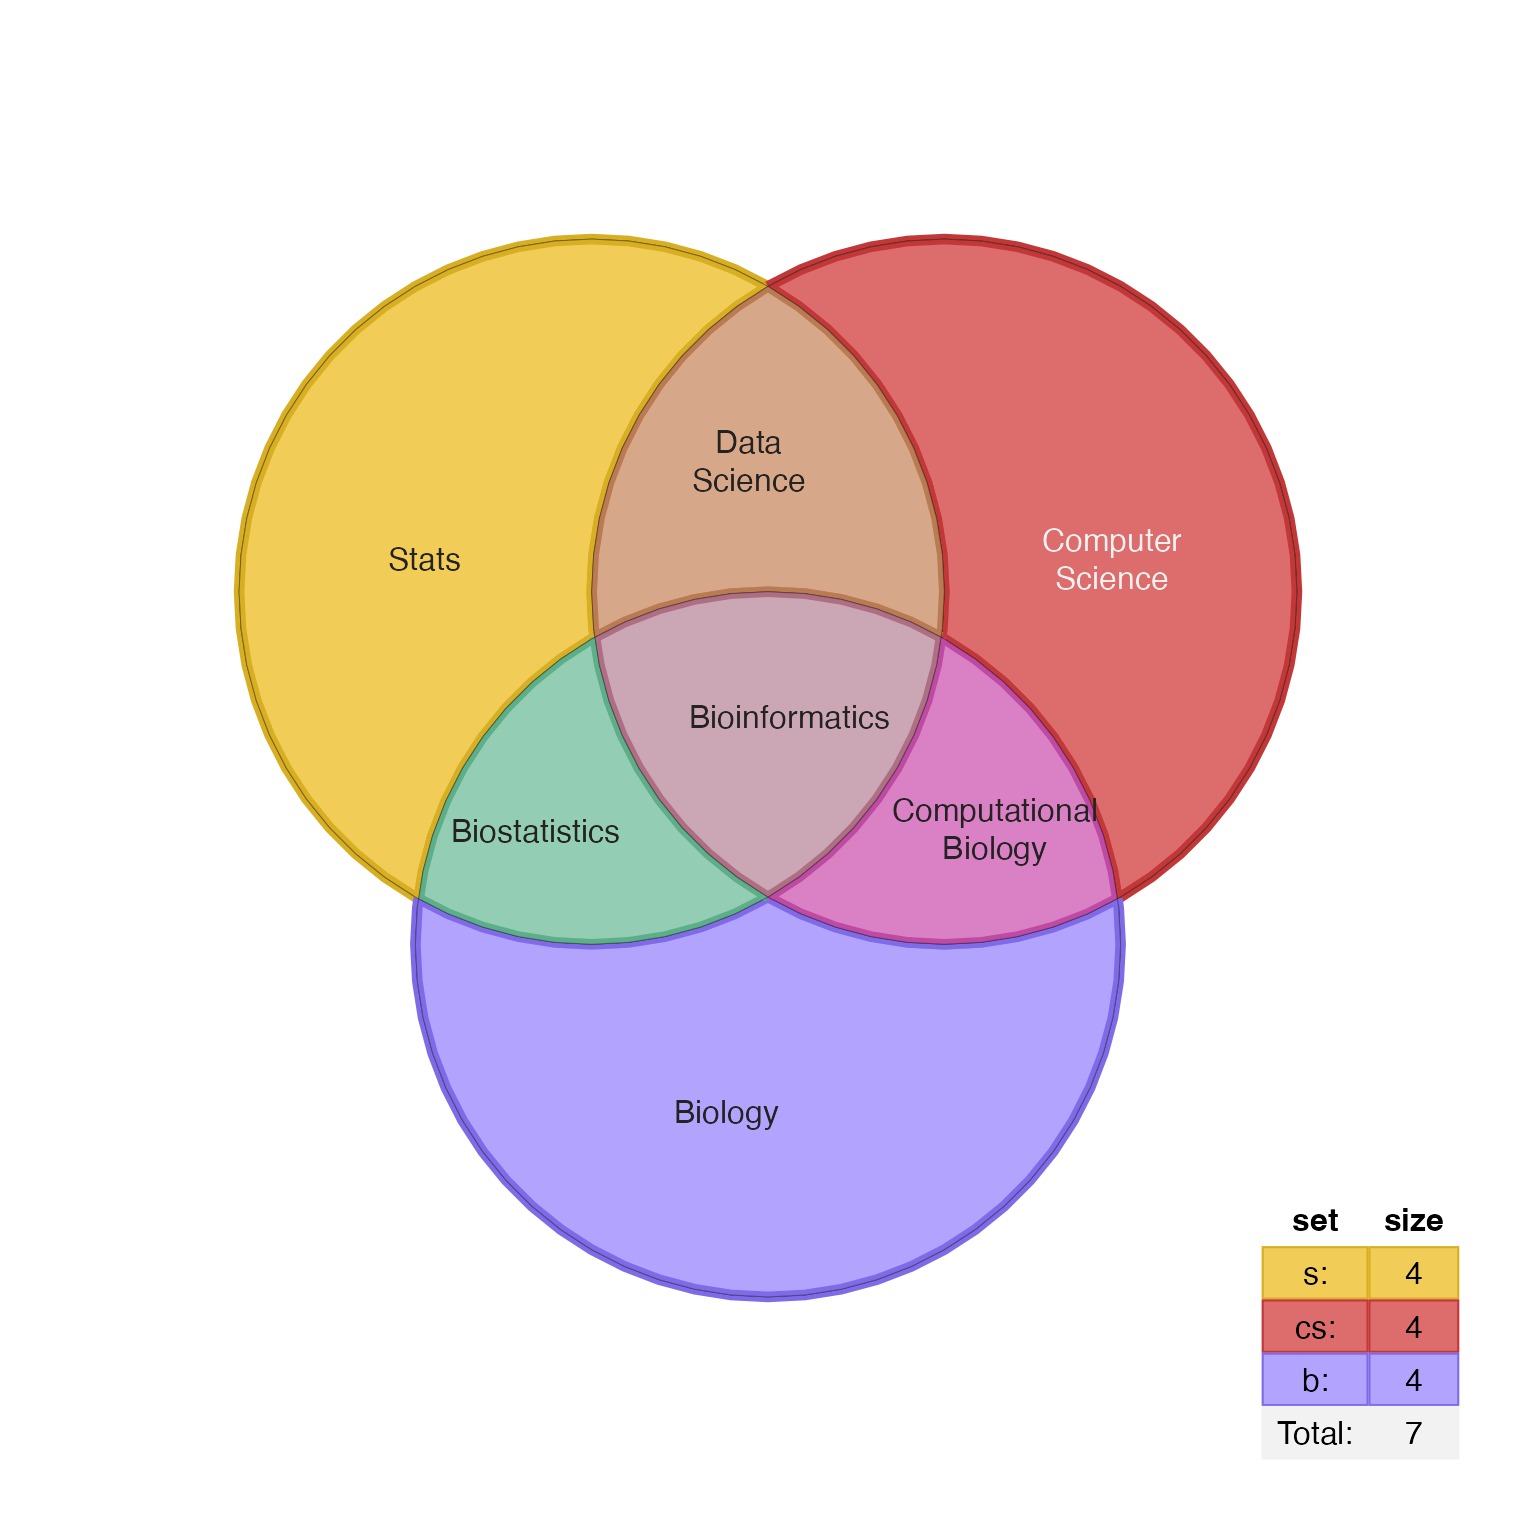 Data
Science
Stats
Computer
Science
Bioinformatics
Biostatistics
Computational
Biology
Biology
set size
s: 4
cs: 4
b: 4
Total: 7